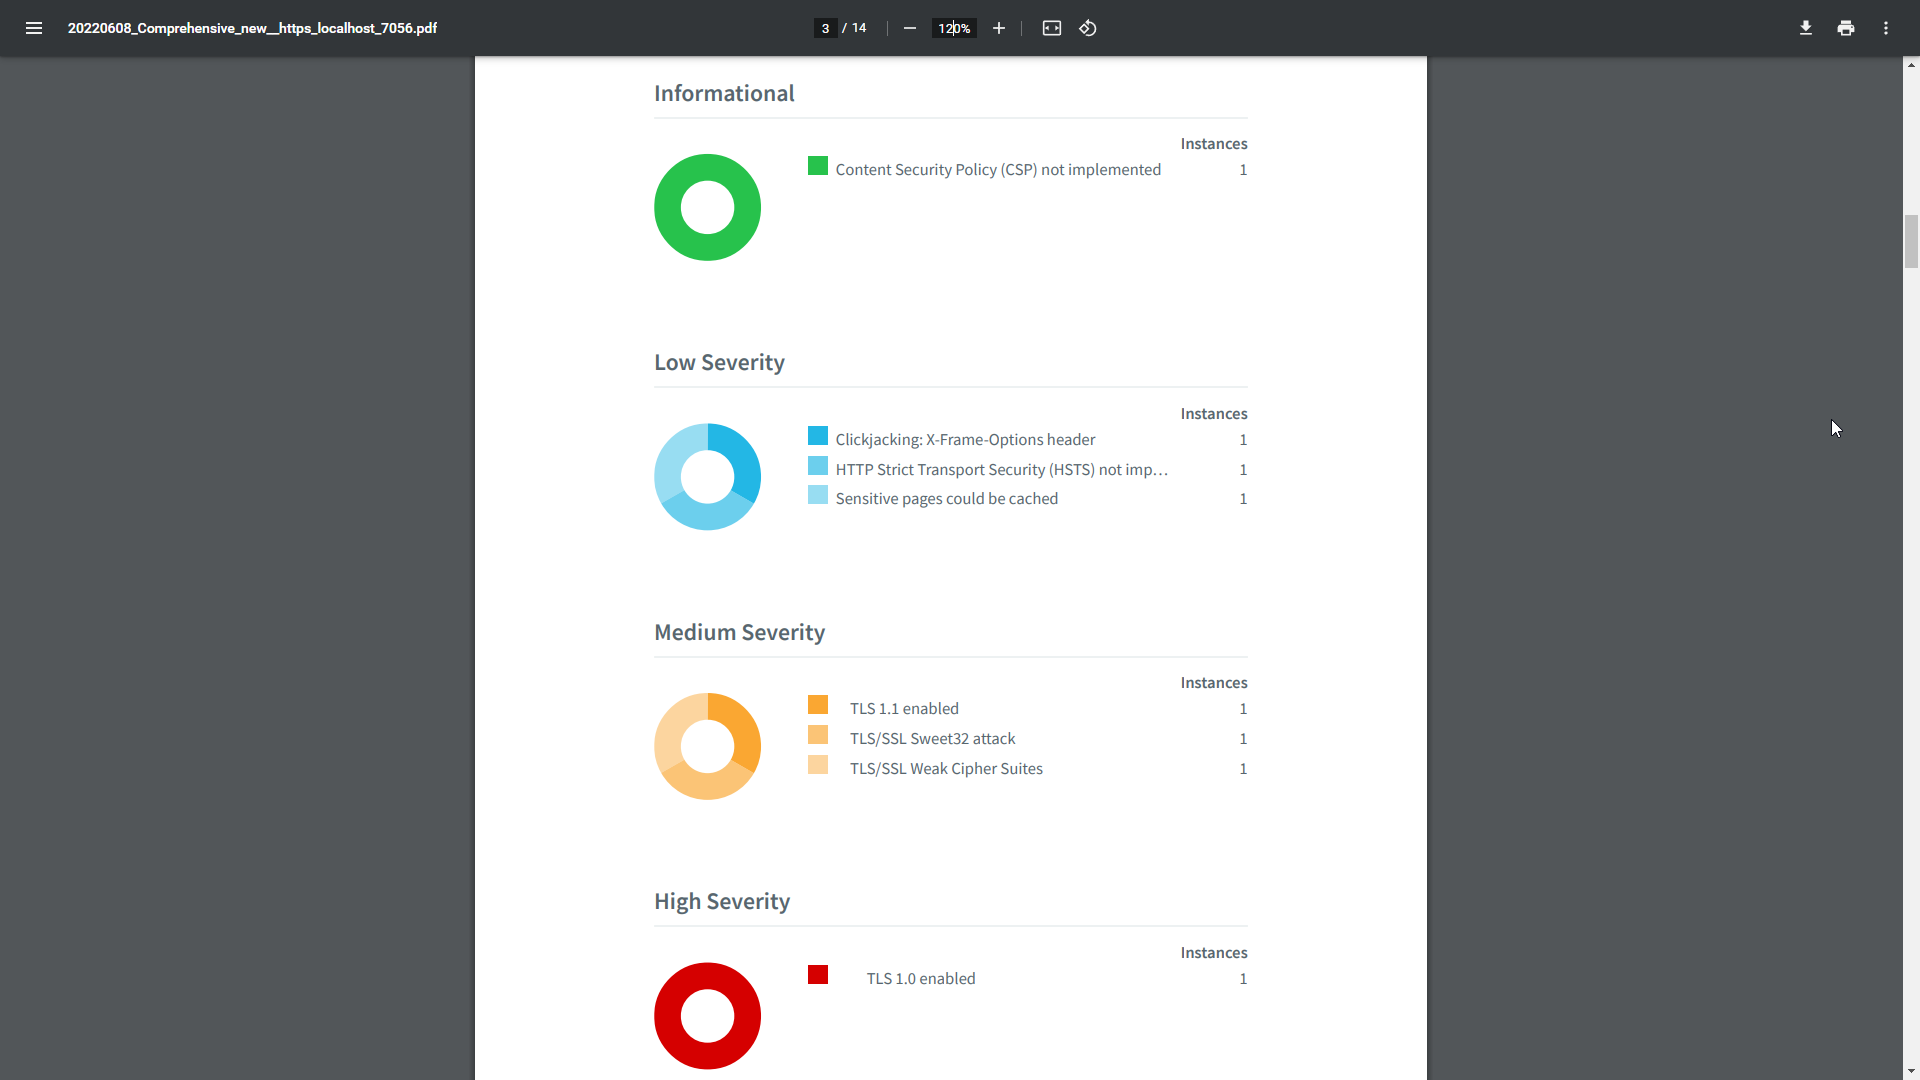 20220608_Comprehensive_new__https_localhost_7056.pdf
3 / 14
120%
Informational
Instances
Content Security Policy (CSP) not implemented 1
Low Severity
Instances
Clickjacking: X-Frame-Options header 1
HTTP Strict Transport Security (HSTS) not imp... 1
Sensitive pages could be cached 1
Medium Severity
Instances
TLS 1.1 enabled 1
TLS/SSL Sweet32 attack 1
TLS/SSL Weak Cipher Suites 1
High Severity
Instances
TLS 1.0 enabled 1